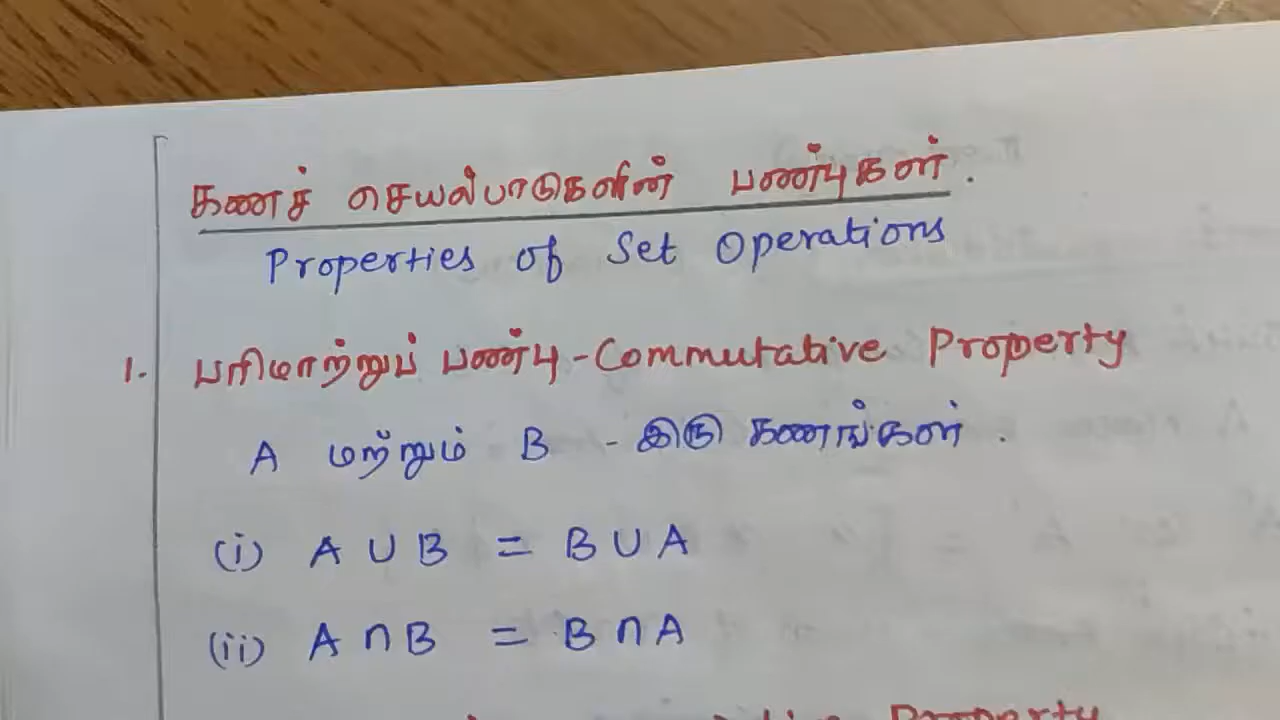 கணச் செயல்பாடுகளின் பண்புகள்.
Properties of Set Operations
1. பரிமாற்றுப் பண்பு - Commutative Property
A மற்றும் B - இரு கணங்கள்.
(i) A ∪ B = B ∪ A
(ii) A ∩ B = B ∩ A
Property